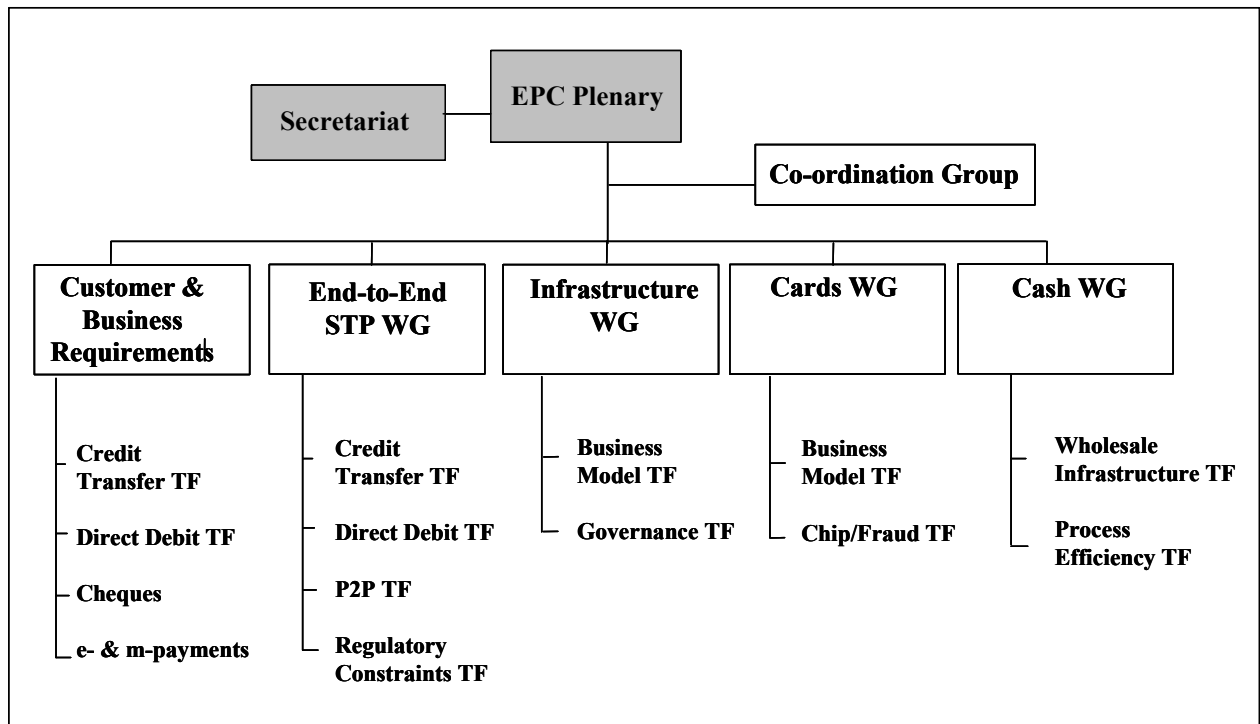 EPC Plenary
Secretariat
Co-ordination Group
Customer &
Business
Requirements
End-to-End
STP WG
Infrastructure
WG
Cards WG
Cash WG
Credit
Transfer TF
Direct Debit TF
Cheques
e- & m-payments
Credit
Transfer TF
Direct Debit TF
P2P TF
Regulatory
Constraints TF
Business
Model TF
Governance TF
Business
Model TF
Chip/Fraud TF
Wholesale
Infrastructure TF
Process
Efficiency TF